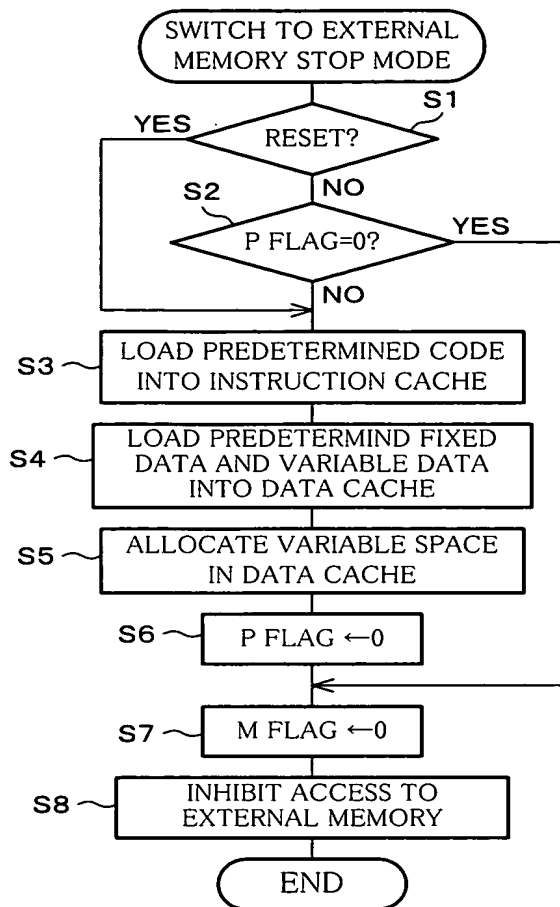 SWITCH TO EXTERNAL
MEMORY STOP MODE
S1
YES
RESET?
NO
S2
YES
P FLAG=0?
NO
S3
LOAD PREDETERMINED CODE
INTO INSTRUCTION CACHE
S4
LOAD PREDETERMIND FIXED
DATA AND VARIABLE DATA
INTO DATA CACHE
S5
ALLOCATE VARIABLE SPACE
IN DATA CACHE
S6
P FLAG ←0
S7
M FLAG ←0
S8
INHIBIT ACCESS TO
EXTERNAL MEMORY
END